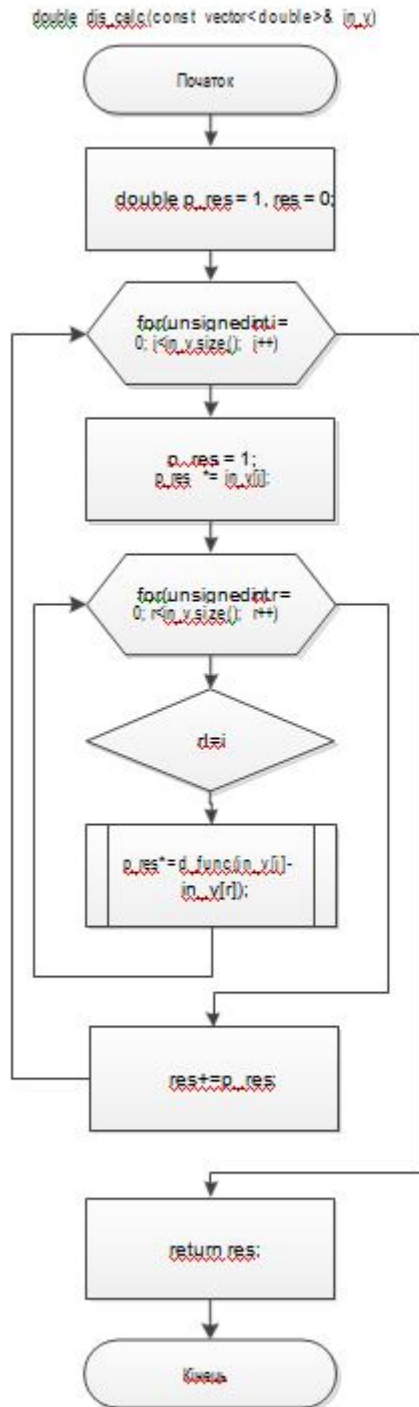 double dis_calc(const vector<double>& in_v)
Початок
double p_res = 1, res = 0;
for(unsigned int i =
0; i<in_v.size(); i++)
p_res = 1;
p_res *= in_v[i];
for(unsigned int r =
0; r<in_v.size(); r++)
r!=i
p_res*=d_func(in_v[i]-
in_v[r]);
res+=p_res;
return res;
Кінець